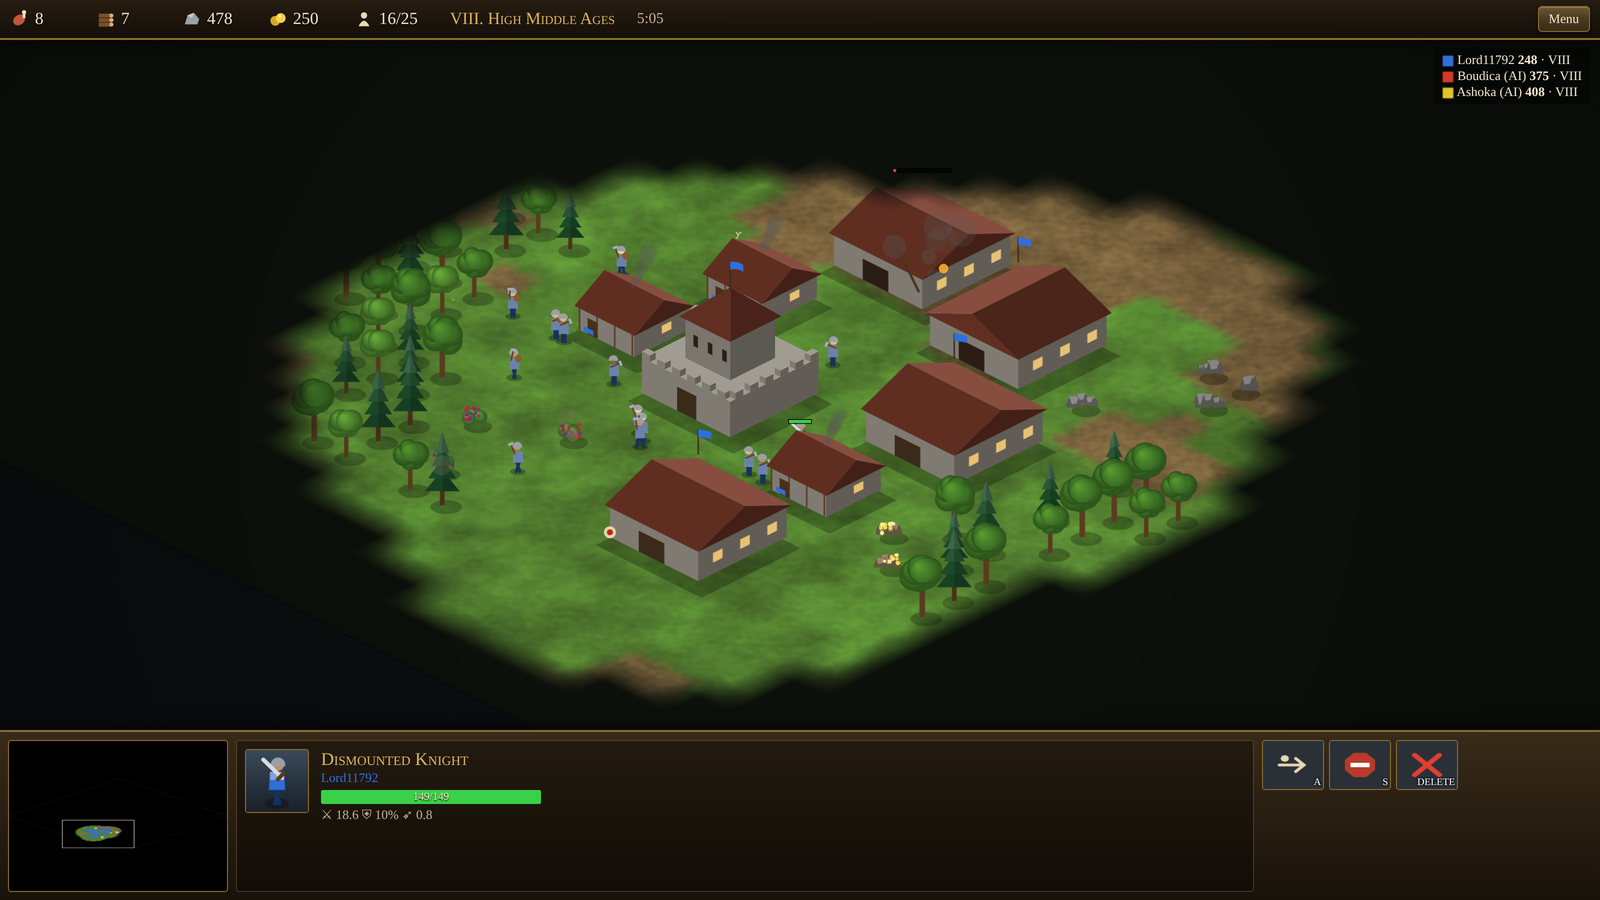 8 7 478 250 16/25 VIII. High Middle Ages 5:05 Menu
Lord11792 248 · VIII
Boudica (AI) 375 · VIII
Ashoka (AI) 408 · VIII
Dismounted Knight
Lord11792
149/149
18.6 10% 0.8
A S DELETE